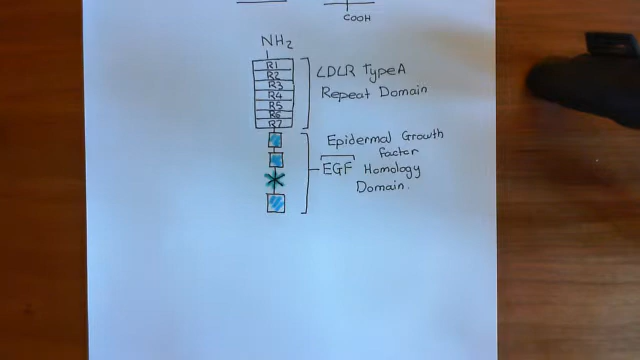 COOH
NH2
R1
R2
R3
R4
R5
R6
R7
LDLR Type A
Repeat Domain
Epidermal Growth
factor
EGF Homology
Domain.